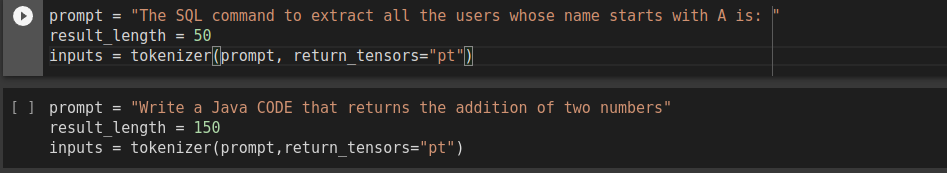 prompt = "The SQL command to extract all the users whose name starts with A is: "
result_length = 50
inputs = tokenizer(prompt, return_tensors="pt")
[ ] prompt = "Write a Java CODE that returns the addition of two numbers"
result_length = 150
inputs = tokenizer(prompt,return_tensors="pt")